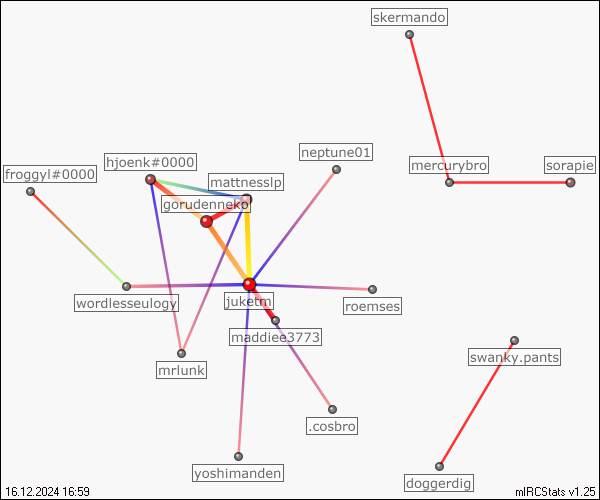 skermando
neptune01
hjoenk#0000
mercurybro
sorapie
froggyl#0000
mattnesslp
gorudenneko
wordlesseulogy
juketm
roemses
maddiee3773
swanky.pants
mrlunk
.cosbro
yoshimanden
doggerdig
16.12.2024 16:59
mIRCStats v1.25